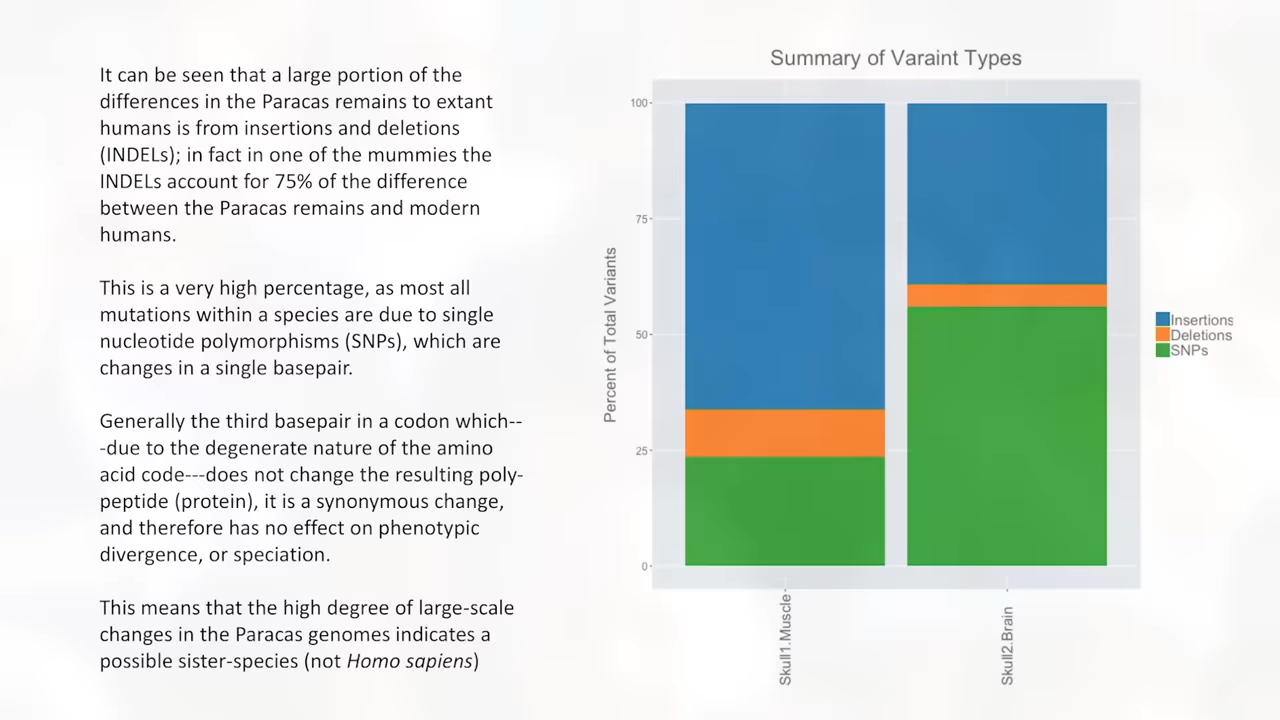 It can be seen that a large portion of the
differences in the Paracas remains to extant
humans is from insertions and deletions
(INDELs); in fact in one of the mummies the
INDELs account for 75% of the difference
between the Paracas remains and modern
humans.
This is a very high percentage, as most all
mutations within a species are due to single
nucleotide polymorphisms (SNPs), which are
changes in a single basepair.
Generally the third basepair in a codon which--
-due to the degenerate nature of the amino
acid code---does not change the resulting poly-
peptide (protein), it is a synonymous change,
and therefore has no effect on phenotypic
divergence, or speciation.
This means that the high degree of large-scale
changes in the Paracas genomes indicates a
possible sister-species (not Homo sapiens)
Summary of Varaint Types
Percent of Total Variants
100
75
50
25
0
Skull1.Muscle
Skull2.Brain
Insertions
Deletions
SNPs